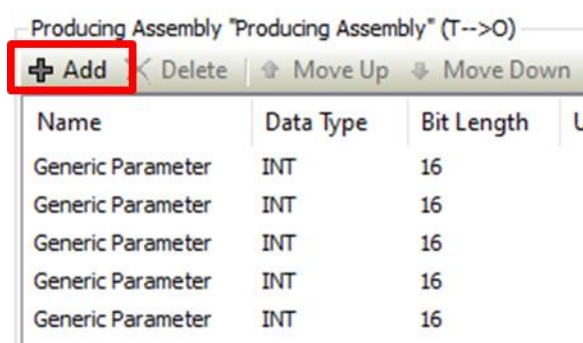 Producing Assembly "Producing Assembly" (T-->O)
Add Delete Move Up Move Down
Name Data Type Bit Length U
Generic Parameter INT 16
Generic Parameter INT 16
Generic Parameter INT 16
Generic Parameter INT 16
Generic Parameter INT 16